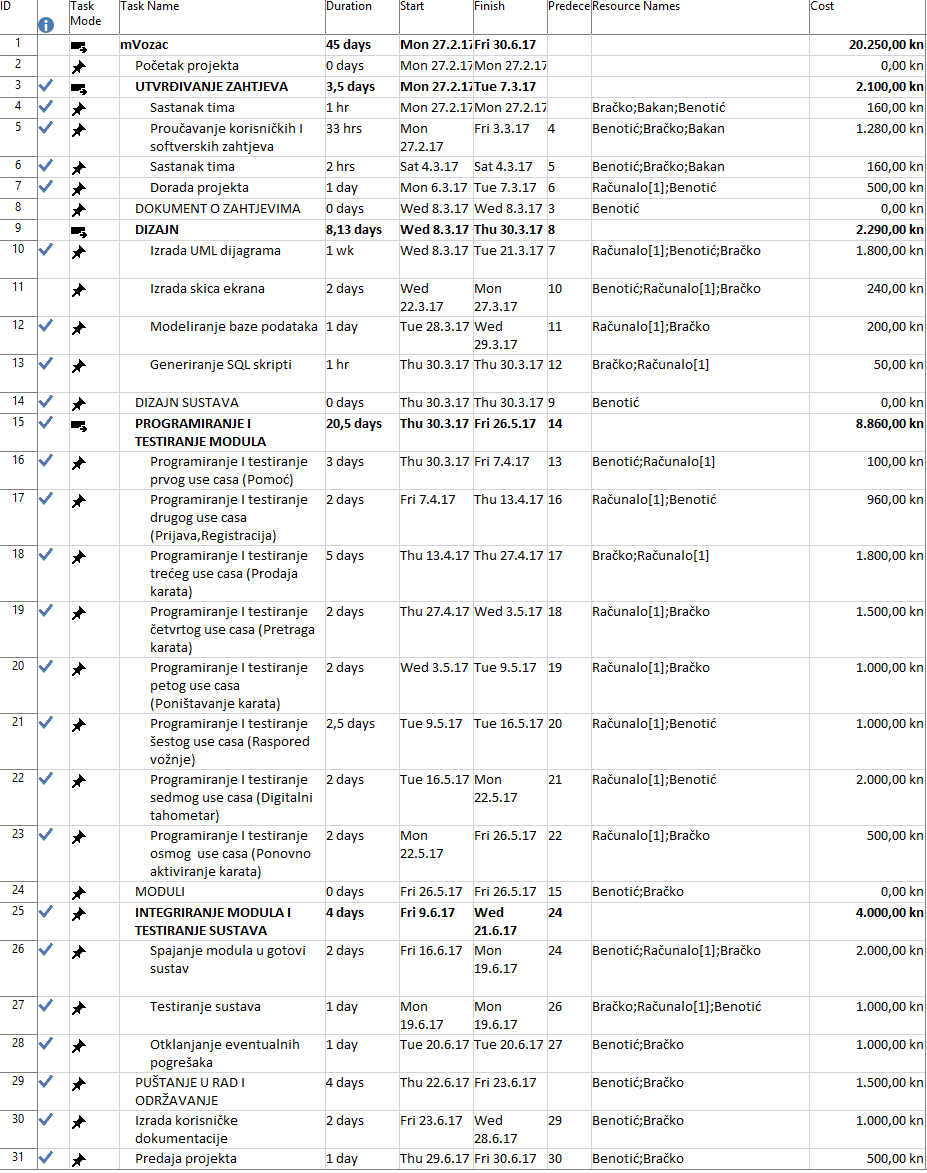 ID Task Mode Task Name Duration Start Finish Predece Resource Names Cost
1 mVozac 45 days Mon 27.2.17 Fri 30.6.17 20.250,00 kn
2 Početak projekta 0 days Mon 27.2.17 Mon 27.2.17 0,00 kn
3 UTVRĐIVANJE ZAHTJEVA 3,5 days Mon 27.2.17 Tue 7.3.17 2.100,00 kn
4 Sastanak tima 1 hr Mon 27.2.17 Mon 27.2.17 Bračko;Bakan;Benotić 160,00 kn
5 Proučavanje korisničkih I 33 hrs Mon Fri 3.3.17 4 Benotić;Bračko;Bakan 1.280,00 kn
softverskih zahtjeva 27.2.17
6 Sastanak tima 2 hrs Sat 4.3.17 Sat 4.3.17 5 Benotić;Bračko;Bakan 160,00 kn
7 Dorada projekta 1 day Mon 6.3.17 Tue 7.3.17 6 Računalo[1];Benotić 500,00 kn
8 DOKUMENT O ZAHTJEVIMA 0 days Wed 8.3.17 Wed 8.3.17 3 Benotić 0,00 kn
9 DIZAJN 8,13 days Wed 8.3.17 Thu 30.3.17 8 2.290,00 kn
10 Izrada UML dijagrama 1 wk Wed 8.3.17 Tue 21.3.17 7 Računalo[1];Benotić;Bračko 1.800,00 kn
11 Izrada skica ekrana 2 days Wed Mon 10 Benotić;Računalo[1];Bračko 240,00 kn
22.3.17 27.3.17
12 Modeliranje baze podataka 1 day Tue 28.3.17 Wed 11 Računalo[1];Bračko 200,00 kn
29.3.17
13 Generiranje SQL skripti 1 hr Thu 30.3.17 Thu 30.3.17 12 Bračko;Računalo[1] 50,00 kn
14 DIZAJN SUSTAVA 0 days Thu 30.3.17 Thu 30.3.17 9 Benotić 0,00 kn
15 PROGRAMIRANJE I 20,5 days Thu 30.3.17 Fri 26.5.17 14 8.860,00 kn
TESTIRANJE MODULA
16 Programiranje I testiranje 3 days Thu 30.3.17 Fri 7.4.17 13 Benotić;Računalo[1] 100,00 kn
prvog use casa (Pomoć)
17 Programiranje I testiranje 2 days Fri 7.4.17 Thu 13.4.17 16 Računalo[1];Benotić 960,00 kn
drugog use casa
(Prijava,Registracija)
18 Programiranje I testiranje 5 days Thu 13.4.17 Thu 27.4.17 17 Bračko;Računalo[1] 1.800,00 kn
trećeg use casa (Prodaja
karata)
19 Programiranje I testiranje 2 days Thu 27.4.17 Wed 3.5.17 18 Računalo[1];Bračko 1.500,00 kn
četvrtog use casa (Pretraga
karata)
20 Programiranje I testiranje 2 days Wed 3.5.17 Tue 9.5.17 19 Računalo[1];Bračko 1.000,00 kn
petog use casa
(Poništavanje karata)
21 Programiranje I testiranje 2,5 days Tue 9.5.17 Tue 16.5.17 20 Računalo[1];Benotić 1.000,00 kn
šestog use casa (Raspored
vožnje)
22 Programiranje I testiranje 2 days Tue 16.5.17 Mon 21 Računalo[1];Benotić 2.000,00 kn
sedmog use casa (Digitalni 22.5.17
tahometar)
23 Programiranje I testiranje 2 days Mon Fri 26.5.17 22 Računalo[1];Bračko 500,00 kn
osmog use casa (Ponovno 22.5.17
aktiviranje karata)
24 MODULI 0 days Fri 26.5.17 Fri 26.5.17 15 Benotić;Bračko 0,00 kn
25 INTEGRIRANJE MODULA I 4 days Fri 9.6.17 Wed 24 4.000,00 kn
TESTIRANJE SUSTAVA 21.6.17
26 Spajanje modula u gotovi 2 days Fri 16.6.17 Mon 24 Benotić;Računalo[1];Bračko 2.000,00 kn
sustav 19.6.17
27 Testiranje sustava 1 day Mon Mon 26 Bračko;Računalo[1];Benotić 1.000,00 kn
19.6.17 19.6.17
28 Otklanjanje eventualnih 1 day Tue 20.6.17 Tue 20.6.17 27 Benotić;Bračko 1.000,00 kn
pogrešaka
29 PUŠTANJE U RAD I 4 days Thu 22.6.17 Fri 23.6.17 Benotić;Bračko 1.500,00 kn
ODRŽAVANJE
30 Izrada korisničke 2 days Fri 23.6.17 Wed 29 Benotić;Bračko 1.000,00 kn
dokumentacije 28.6.17
31 Predaja projekta 1 day Thu 29.6.17 Fri 30.6.17 30 Benotić;Bračko 500,00 kn